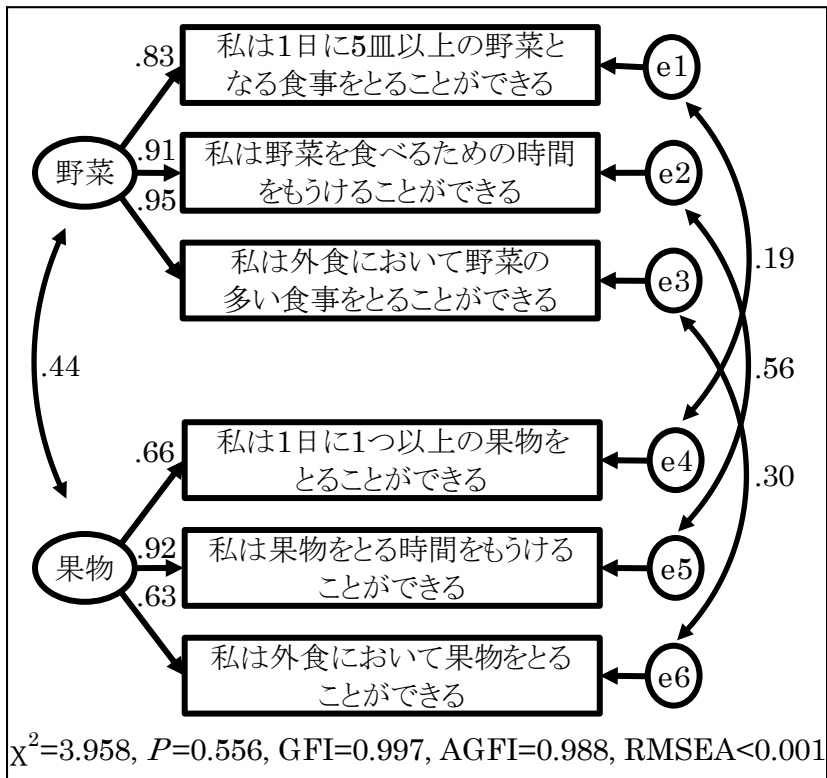 .83
私は1日に5皿以上の野菜と
なる食事をとることができる
e1
野菜
.91
私は野菜を食べるための時間
をもうけることができる
e2
.95
私は外食において野菜の
多い食事をとることができる
e3
.19
.44
.56
.66
私は1日に1つ以上の果物を
とることができる
e4
.30
果物
.92
私は果物をとる時間をもうける
ことができる
e5
.63
私は外食において果物をとる
ことができる
e6
χ²=3.958, P=0.556, GFI=0.997, AGFI=0.988, RMSEA<0.001